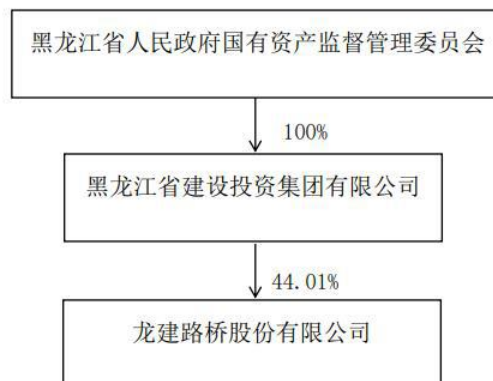 黑龙江省人民政府国有资产监督管理委员会
100%
黑龙江省建设投资集团有限公司
44.01%
龙建路桥股份有限公司